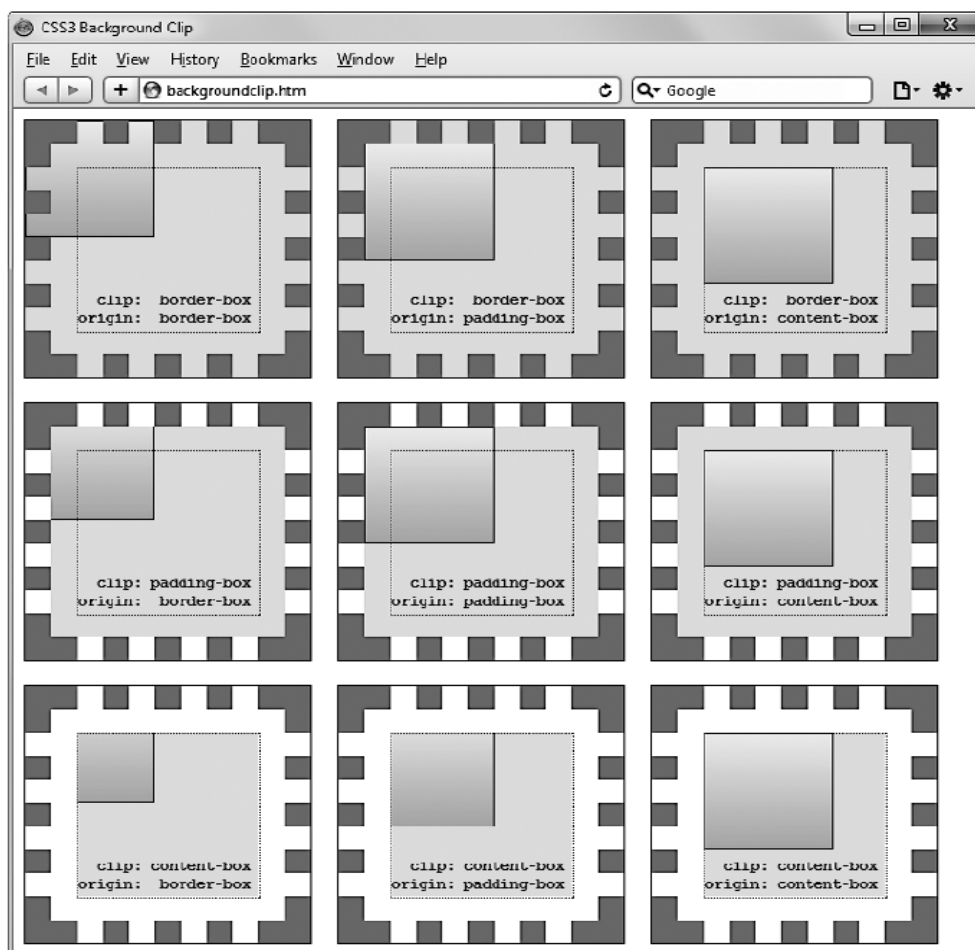 CSS3 Background Clip
File Edit View History Bookmarks Window Help
backgroundclip.htm
Google
clip: border-box
origin: border-box
clip: border-box
origin: padding-box
clip: border-box
origin: content-box
clip: padding-box
origin: border-box
clip: padding-box
origin: padding-box
clip: padding-box
origin: content-box
clip: content-box
origin: border-box
clip: content-box
origin: padding-box
clip: content-box
origin: content-box